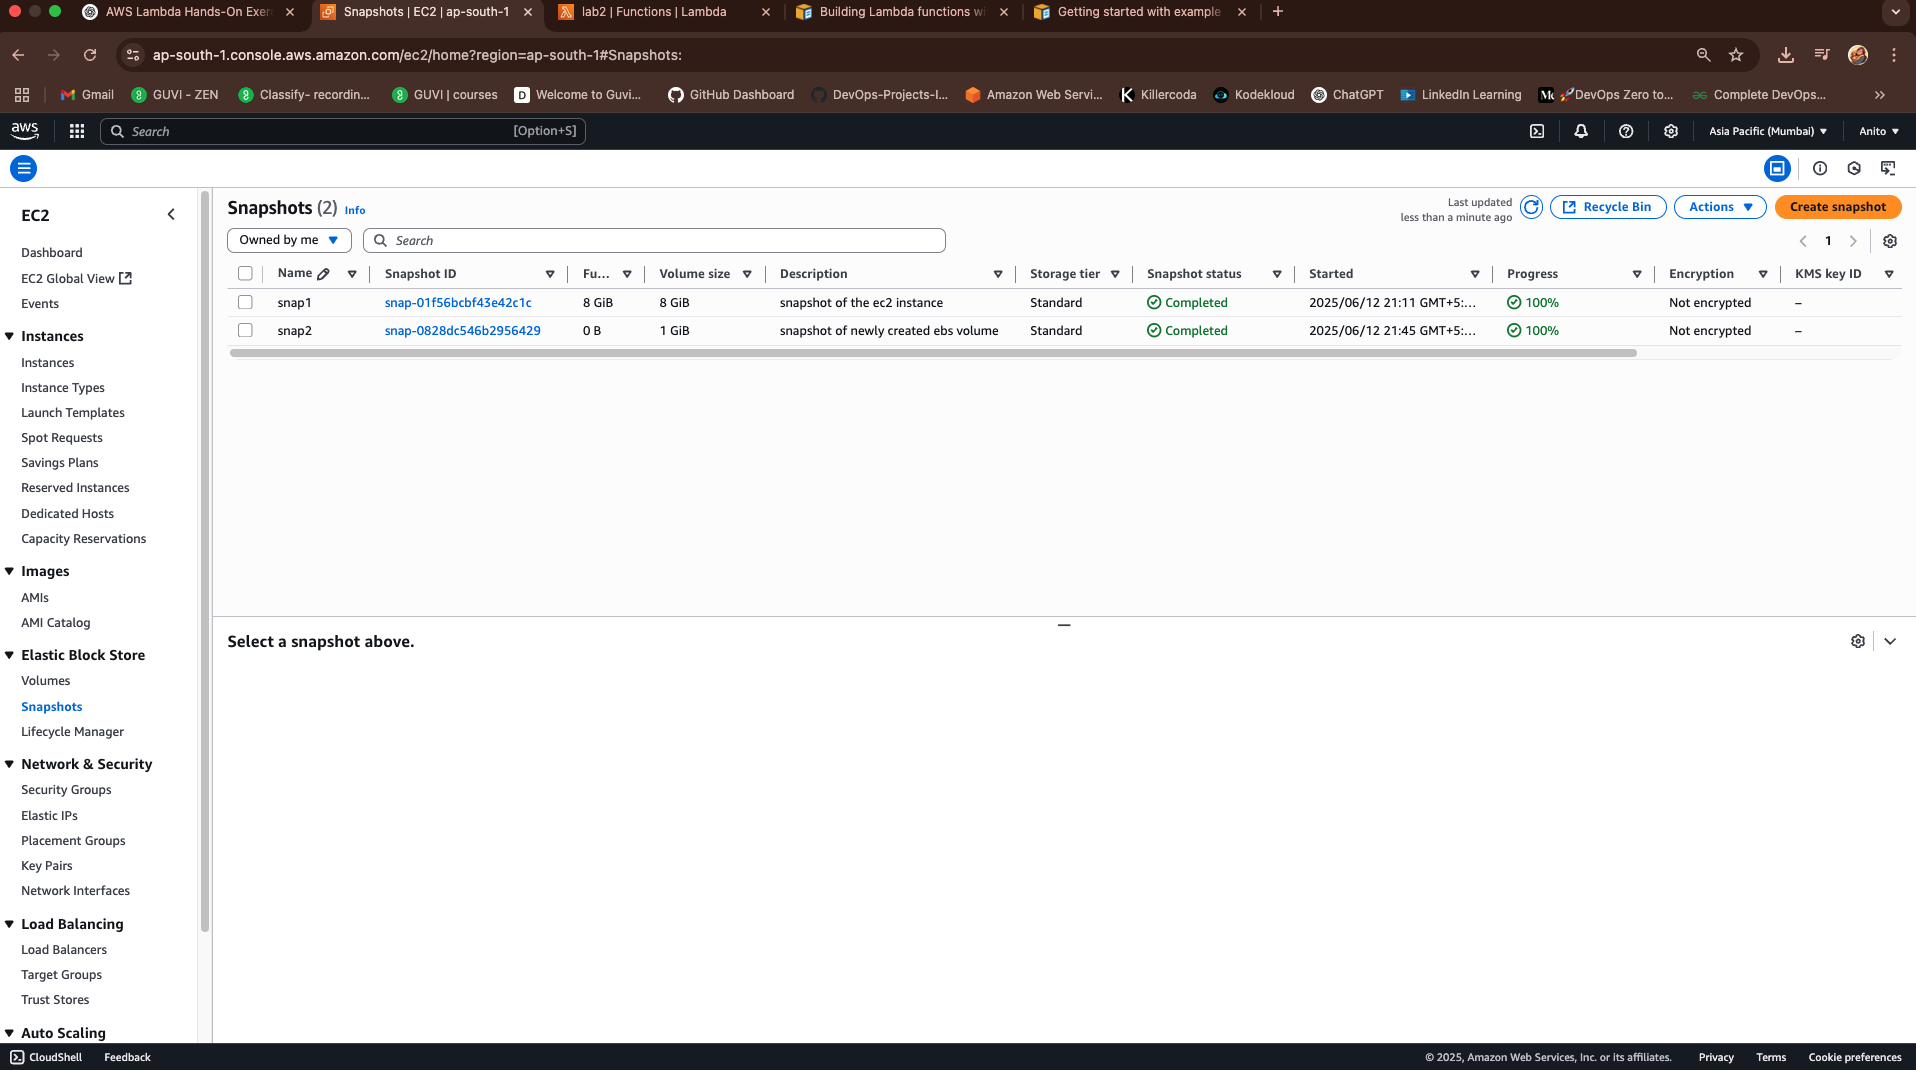 AWS Lambda Hands-On Exer
Snapshots | EC2 | ap-south-1
lab2 | Functions | Lambda
Building Lambda functions wi
Getting started with example
ap-south-1.console.aws.amazon.com/ec2/home?region=ap-south-1#Snapshots:
Gmail
GUVI - ZEN
Classify- recordin...
GUVI | courses
Welcome to Guvi...
GitHub Dashboard
DevOps-Projects-I...
Amazon Web Servi...
Killercoda
Kodekloud
ChatGPT
LinkedIn Learning
DevOps Zero to...
Complete DevOps...
aws
Search
[Option+S]
Asia Pacific (Mumbai)
Anito
EC2
Dashboard
EC2 Global View
Events
Instances
Instances
Instance Types
Launch Templates
Spot Requests
Savings Plans
Reserved Instances
Dedicated Hosts
Capacity Reservations
Images
AMIs
AMI Catalog
Elastic Block Store
Volumes
Snapshots
Lifecycle Manager
Network & Security
Security Groups
Elastic IPs
Placement Groups
Key Pairs
Network Interfaces
Load Balancing
Load Balancers
Target Groups
Trust Stores
Auto Scaling
Snapshots (2) Info
Last updated
less than a minute ago
Recycle Bin
Actions
Create snapshot
Owned by me
Search
1
Name Snapshot ID Fu... Volume size Description Storage tier Snapshot status Started Progress Encryption KMS key ID
snap1 snap-01f56bcbf43e42c1c 8 GiB 8 GiB snapshot of the ec2 instance Standard Completed 2025/06/12 21:11 GMT+5:... 100% Not encrypted –
snap2 snap-0828dc546b2956429 0 B 1 GiB snapshot of newly created ebs volume Standard Completed 2025/06/12 21:45 GMT+5:... 100% Not encrypted –
Select a snapshot above.
CloudShell Feedback
© 2025, Amazon Web Services, Inc. or its affiliates. Privacy Terms Cookie preferences